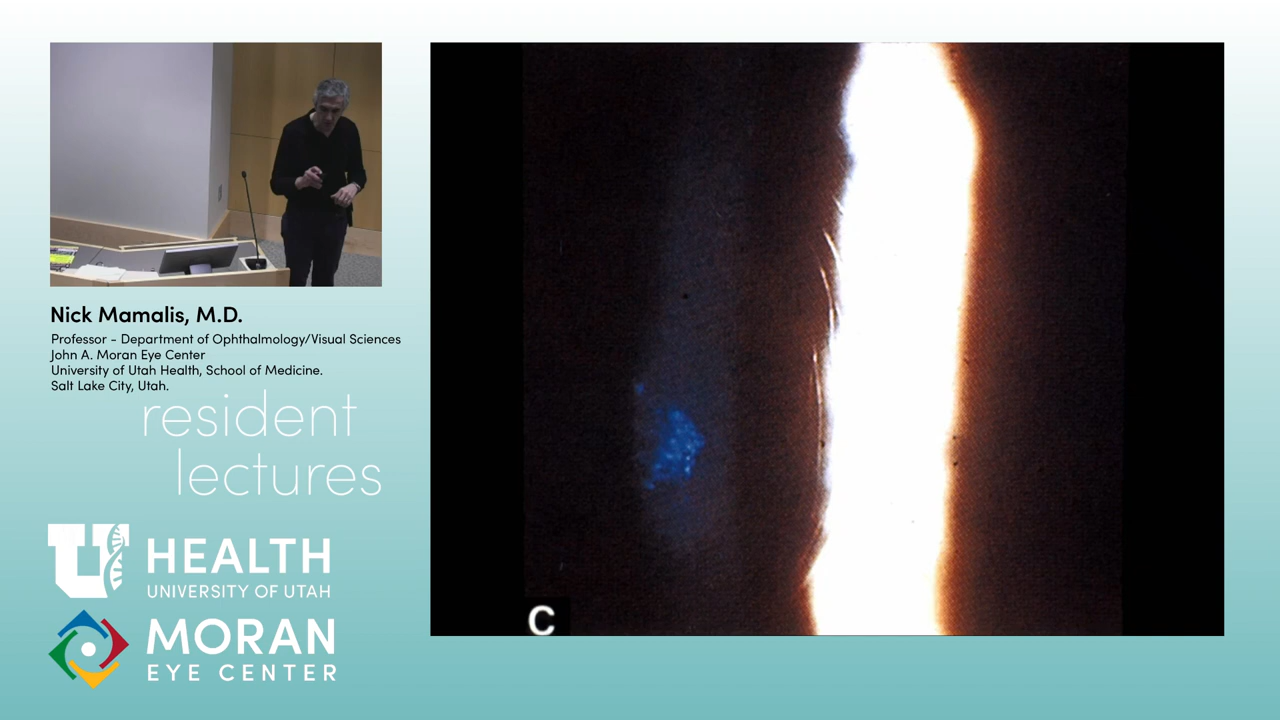 Nick Mamalis, M.D.
Professor - Department of Ophthalmology/Visual Sciences
John A. Moran Eye Center
University of Utah Health, School of Medicine.
Salt Lake City, Utah.
resident
lectures
U HEALTH
UNIVERSITY OF UTAH
MORAN
EYE CENTER
C